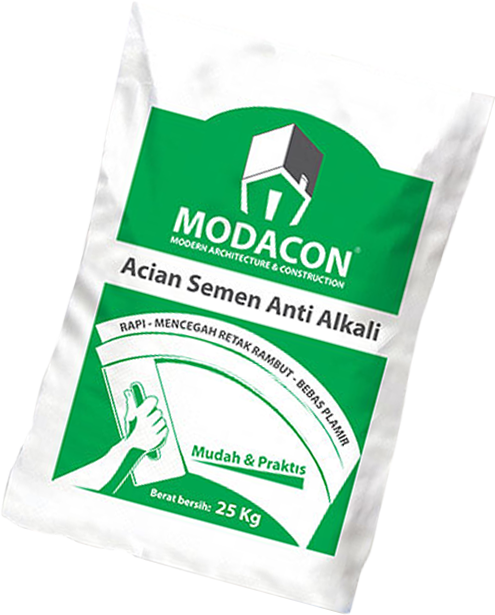 MODACON®
MODERN ARCHITECTURE & CONSTRUCTION
Acian Semen Anti Alkali
RAPI - MENCEGAH RETAK RAMBUT - BEBAS PLAMIR
Mudah & Praktis
Berat bersih: 25 Kg